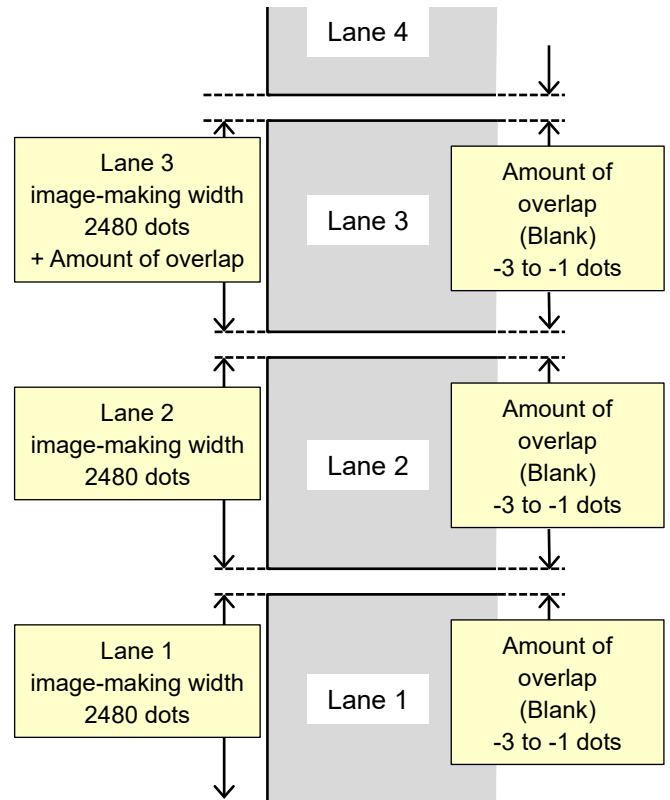 Lane 4
Lane 3
image-making width
2480 dots
+ Amount of overlap
Lane 3
Amount of
overlap
(Blank)
-3 to -1 dots
Lane 2
image-making width
2480 dots
Lane 2
Amount of
overlap
(Blank)
-3 to -1 dots
Lane 1
image-making width
2480 dots
Lane 1
Amount of
overlap
(Blank)
-3 to -1 dots